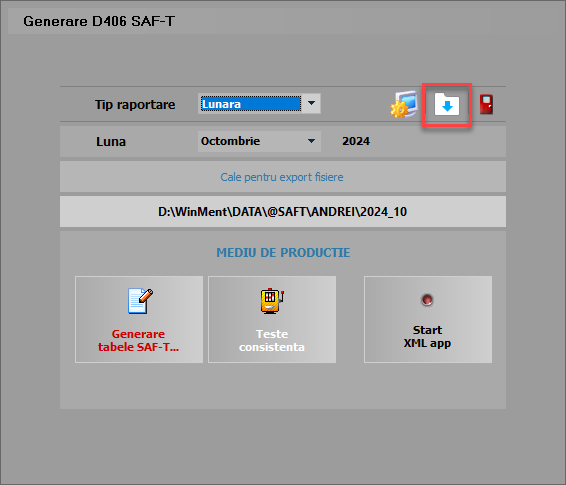 Generare D406 SAF-T
Tip raportare
Lunara
Luna
Octombrie
2024
Cale pentru export fisiere
D:\WinMent\DATA\@SAFT\ANDREI\2024_10
MEDIU DE PRODUCTIE
Generare
tabele SAF-T...
Teste
consistenta
Start
XML app